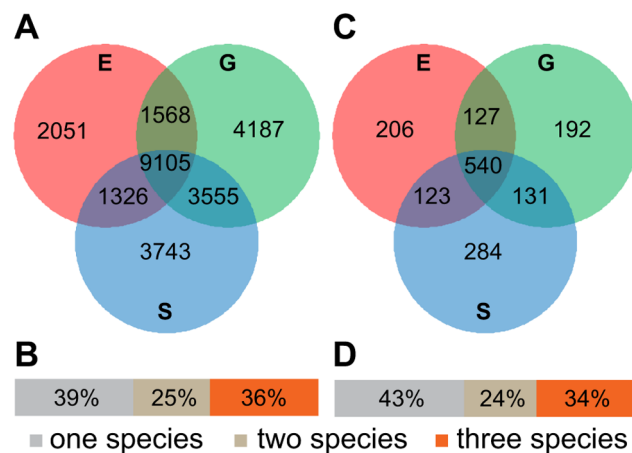 A
C
E G
E G
2051 1568 4187
206 127 192
9105
540
1326 3555
123 131
3743
284
S
S
B
D
39% 25% 36%
43% 24% 34%
one species two species three species